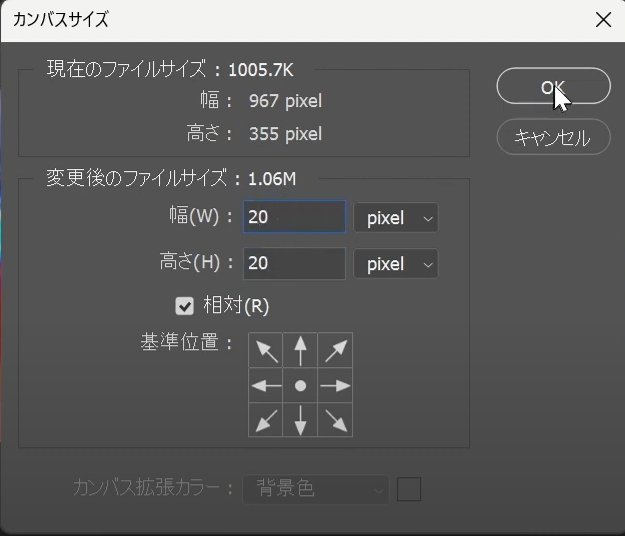 カンバスサイズ
現在のファイルサイズ : 1005.7K
幅 : 967 pixel
高さ : 355 pixel
OK
キャンセル
変更後のファイルサイズ : 1.06M
幅(W) : 20 pixel
高さ(H) : 20 pixel
相対(R)
基準位置 :
カンバス拡張カラー : 背景色